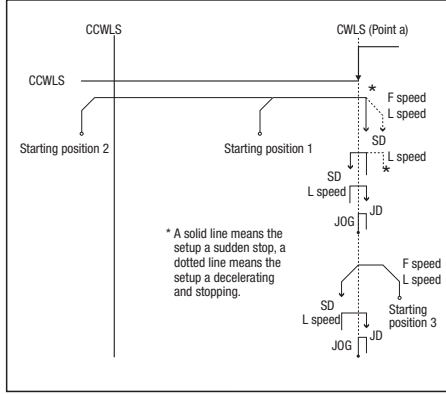 CCWLS
CWLS (Point a)
CCWLS
*
F speed
L speed
Starting position 2
Starting position 1
SD
SD
L speed
*
L speed
JD
JOG
* A solid line means the
setup a sudden stop, a
dotted line means the
setup a decelerating
and stopping.
F speed
L speed
SD
L speed
Starting
position 3
JD
JOG